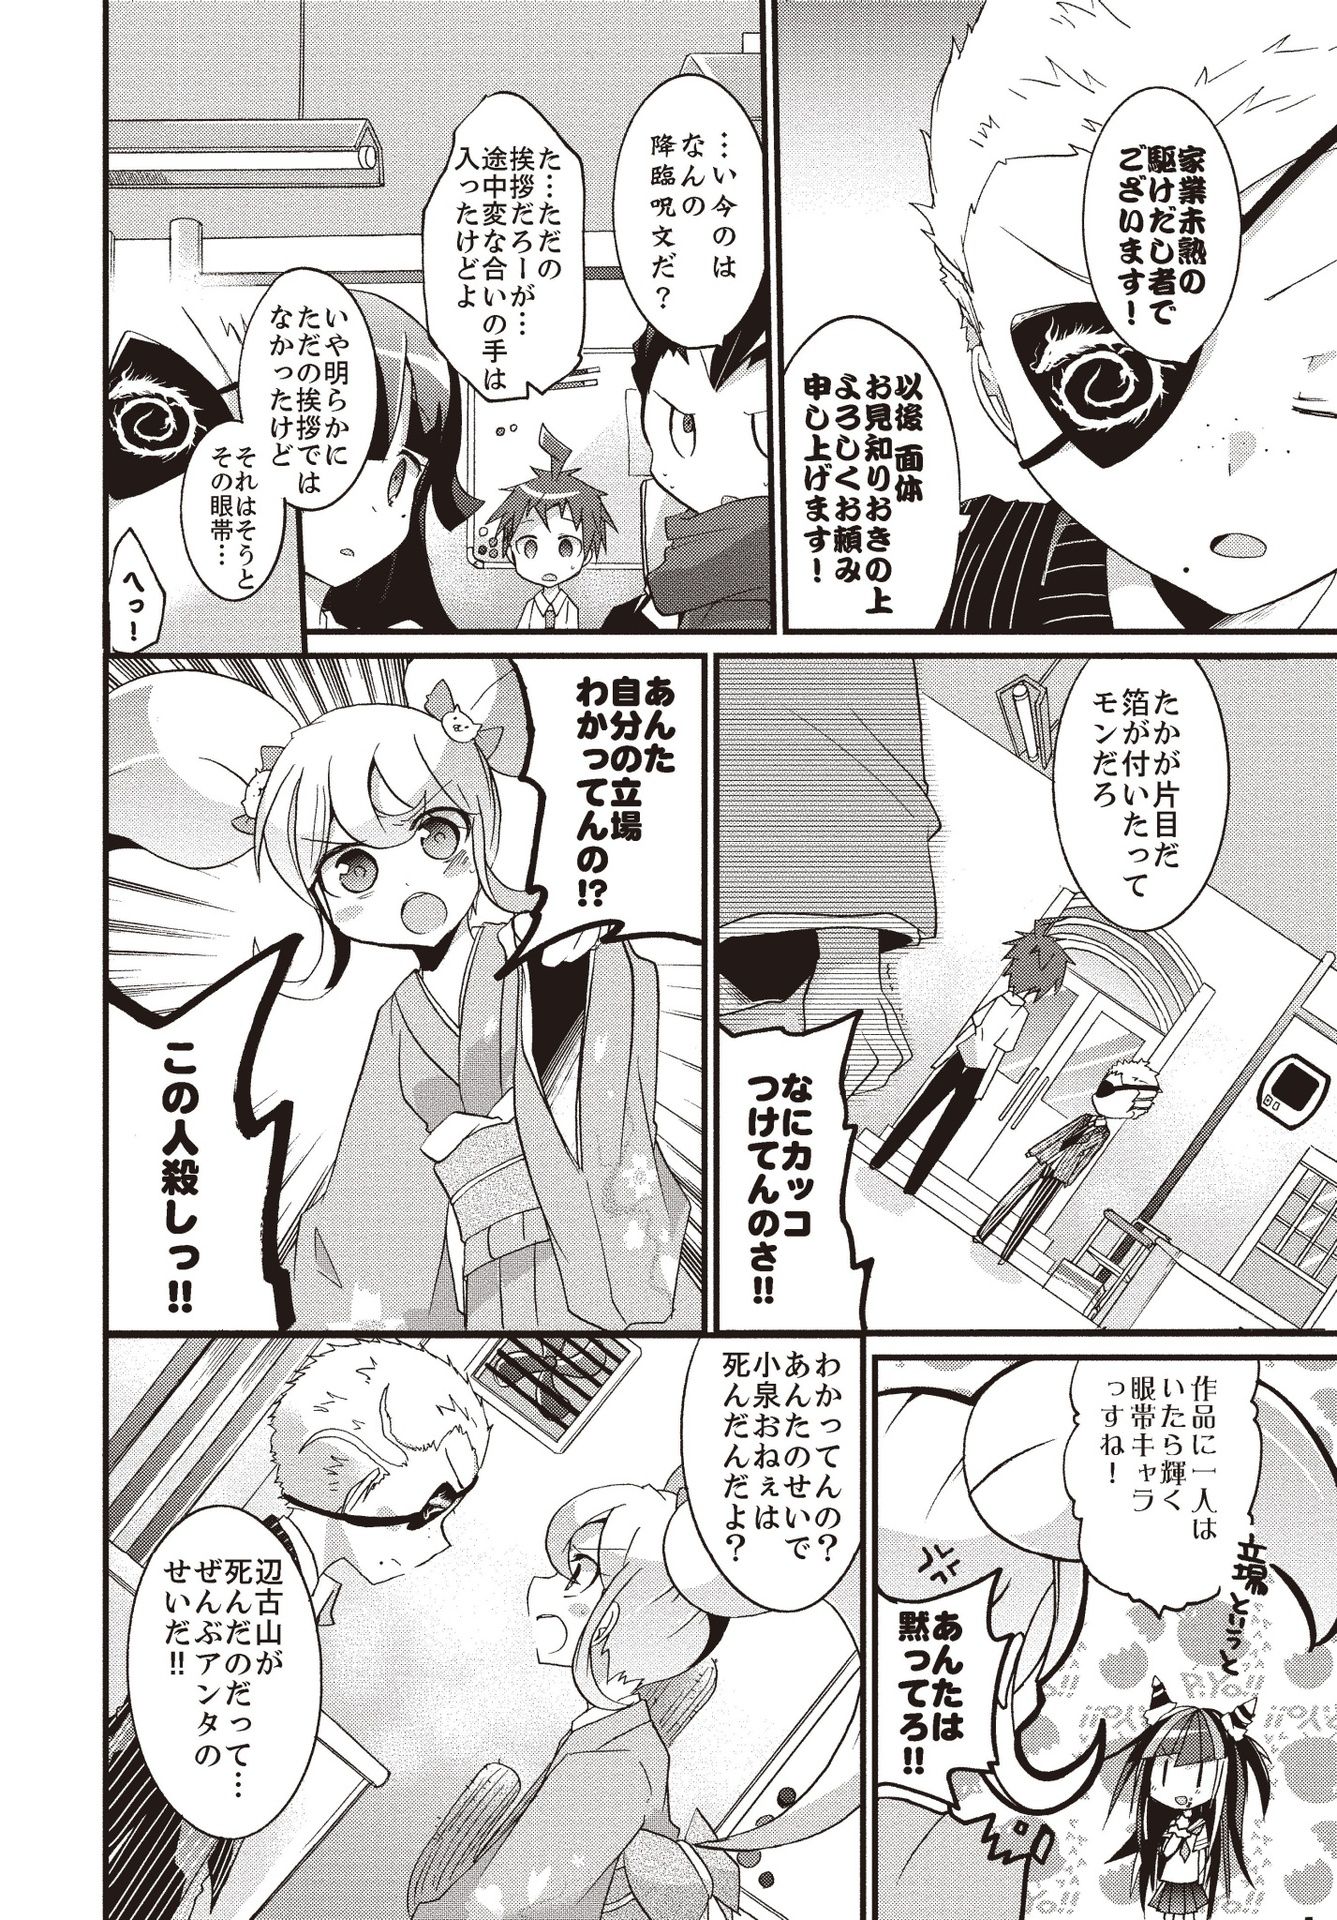 家業未熟の
駆けだし者で
ございます！
以後面体
お見知りおきの上
よろしくお頼み
申し上げます！
…い今のは
なんの
降臨呪文だ？
た…ただの
挨拶だろーが…
途中変な合いの手は
入ったけどよ
いや明らかに
ただの挨拶では
なかったけど
それはそうと
その眼帯…
へっ！
たかが片目だ
箔が付いたって
モンだろ
なにカッコ
つけてんのさ!!
あんた
自分の立場
わかってんの!?
この人殺しっ!!
作品に一人は
いたら輝く
眼帯キャラ
っすね！
立場というと
あんたは
黙ってろ!!
わかってんの？
あんたのせいで
小泉おねぇは
死んだんだよ？
辺古山が
死んだのだって…
ぜんぶアンタの
せいだ!!